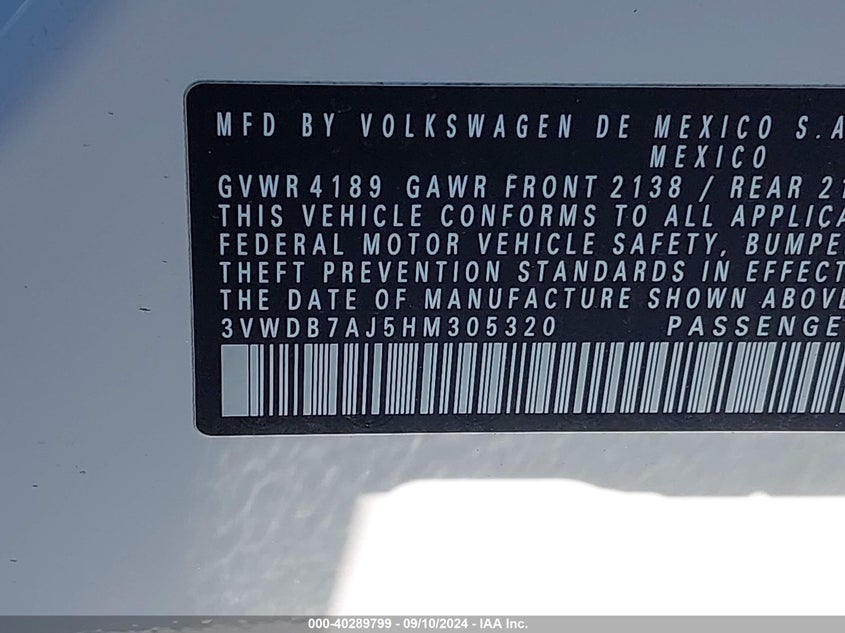 MFD BY VOLKSWAGEN DE MEXICO S.A
MEXICO
GVWR 4189 GAWR FRONT 2138 / REAR 21
THIS VEHICLE CONFORMS TO ALL APPLICA
FEDERAL MOTOR VEHICLE SAFETY, BUMPE
THEFT PREVENTION STANDARDS IN EFFECT
THE DATE OF MANUFACTURE SHOWN ABOVE
3VWDB7AJ5HM305320 PASSENGE
000-40289799 - 09/10/2024 - IAA Inc.